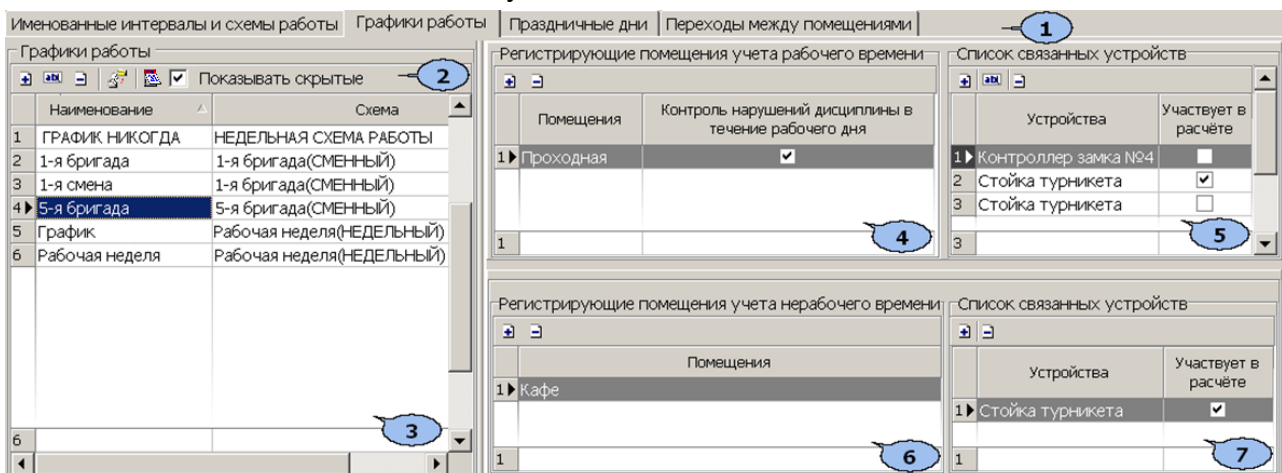 Именованные интервалы и схемы работы Графики работы Праздничные дни Переходы между помещениями 1
Графики работы
abl Показывать скрытые 2
Наименование Схема
1 ГРАФИК НИКОГДА НЕДЕЛЬНАЯ СХЕМА РАБОТЫ
2 1-я бригада 1-я бригада(СМЕННЫЙ)
3 1-я смена 1-я бригада(СМЕННЫЙ)
4 5-я бригада 5-я бригада(СМЕННЫЙ)
5 График Рабочая неделя(НЕДЕЛЬНЫЙ)
6 Рабочая неделя Рабочая неделя(НЕДЕЛЬНЫЙ)
3
6
Регистрирующие помещения учета рабочего времени
Помещения Контроль нарушений дисциплины в
течение рабочего дня
1 Проходная
4
1
Список связанных устройств
abl
Устройства Участвует в
расчёте
1 Контроллер замка №4
2 Стойка турникета
3 Стойка турникета
5
3
Регистрирующие помещения учета нерабочего времени
Помещения
1 Кафе
6
1
Список связанных устройств
Устройства Участвует в
расчёте
1 Стойка турникета
7
1